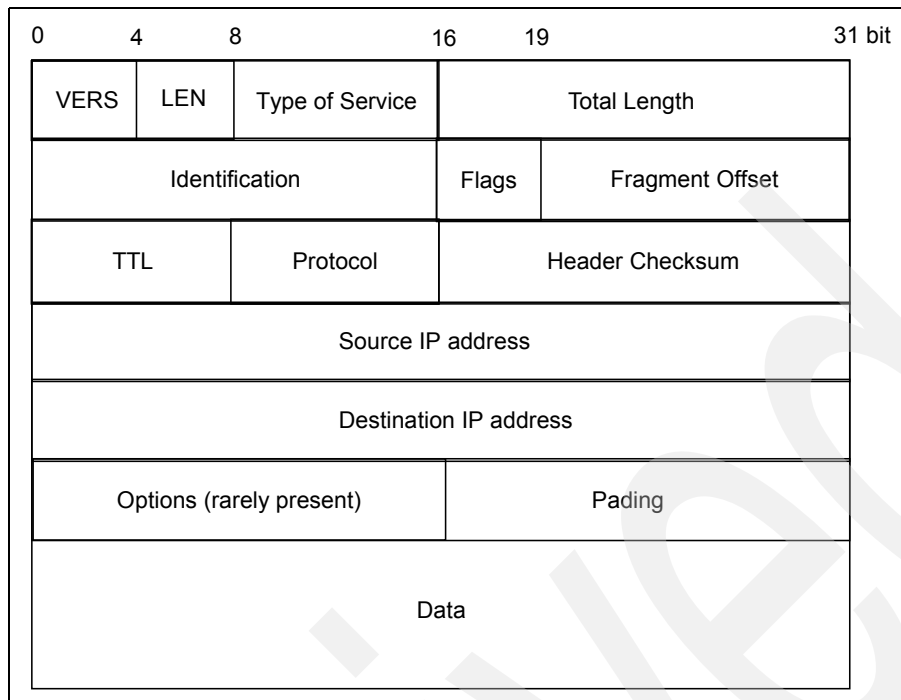 0 4 8 16 19 31 bit
VERS LEN Type of Service Total Length
Identification Flags Fragment Offset
TTL Protocol Header Checksum
Source IP address
Destination IP address
Options (rarely present) Pading
Data